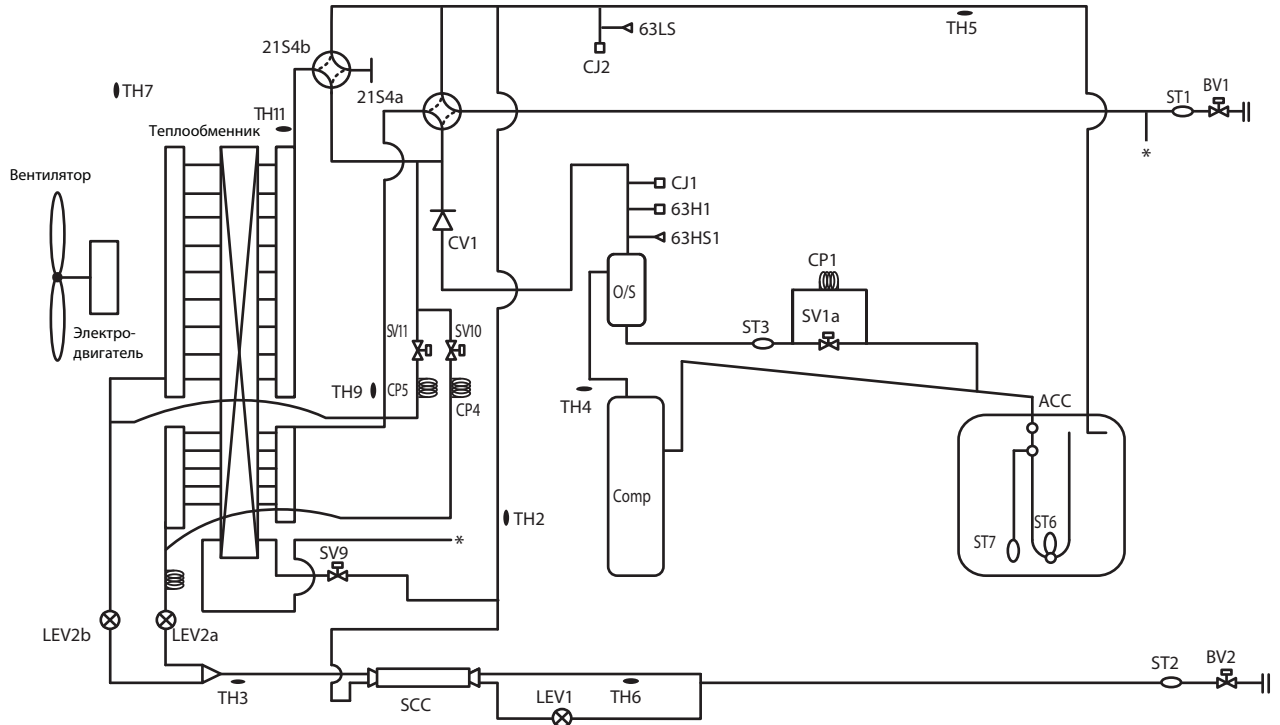 63LS
TH5
21S4b
CJ2
TH7
21S4a
ST1
BV1
TH11
Теплообменник
*
Вентилятор
CJ1
63H1
63HS1
CV1
CP1
O/S
SV1a
ST3
Электро-
двигатель
SV11
SV10
TH9
CP5
CP4
TH4
ACC
Comp
TH2
ST7
ST6
SV9
*
LEV2b
LEV2a
TH3
SCC
LEV1
TH6
ST2
BV2